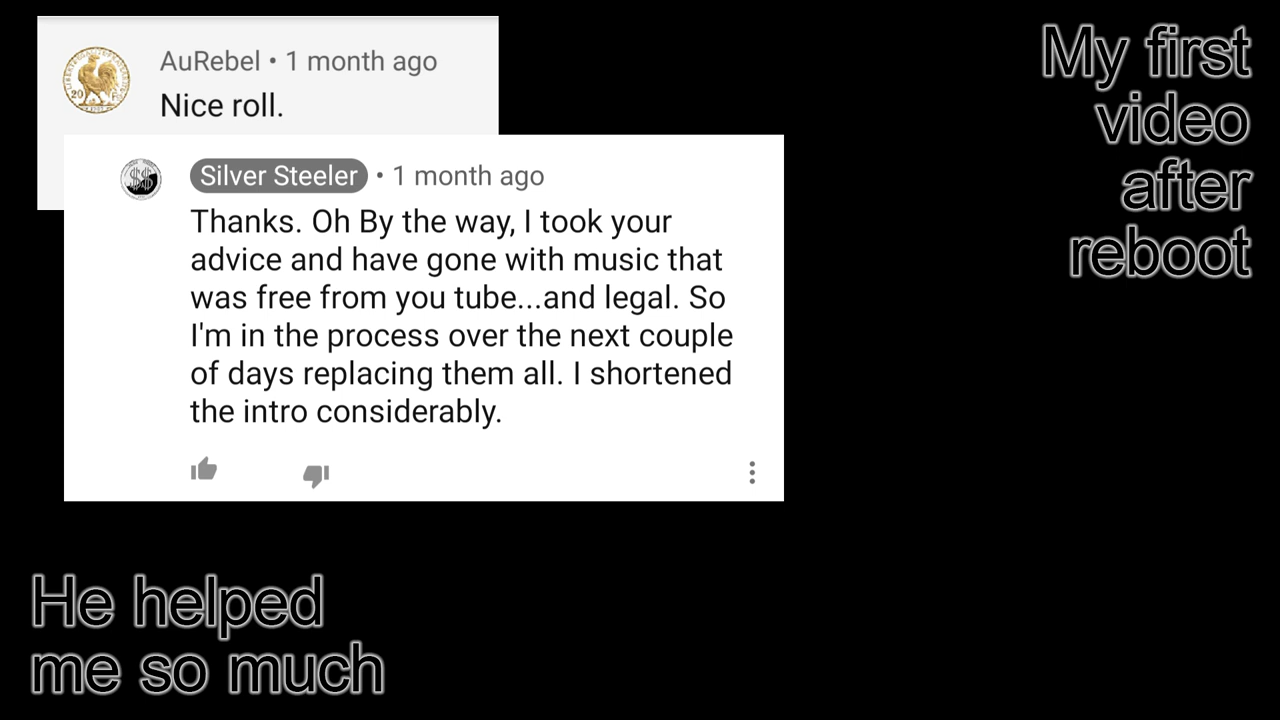 AuRebel • 1 month ago
Nice roll.
Silver Steeler • 1 month ago
Thanks. Oh By the way, I took your
advice and have gone with music that
was free from you tube...and legal. So
I'm in the process over the next couple
of days replacing them all. I shortened
the intro considerably.
My first
video
after
reboot
He helped
me so much